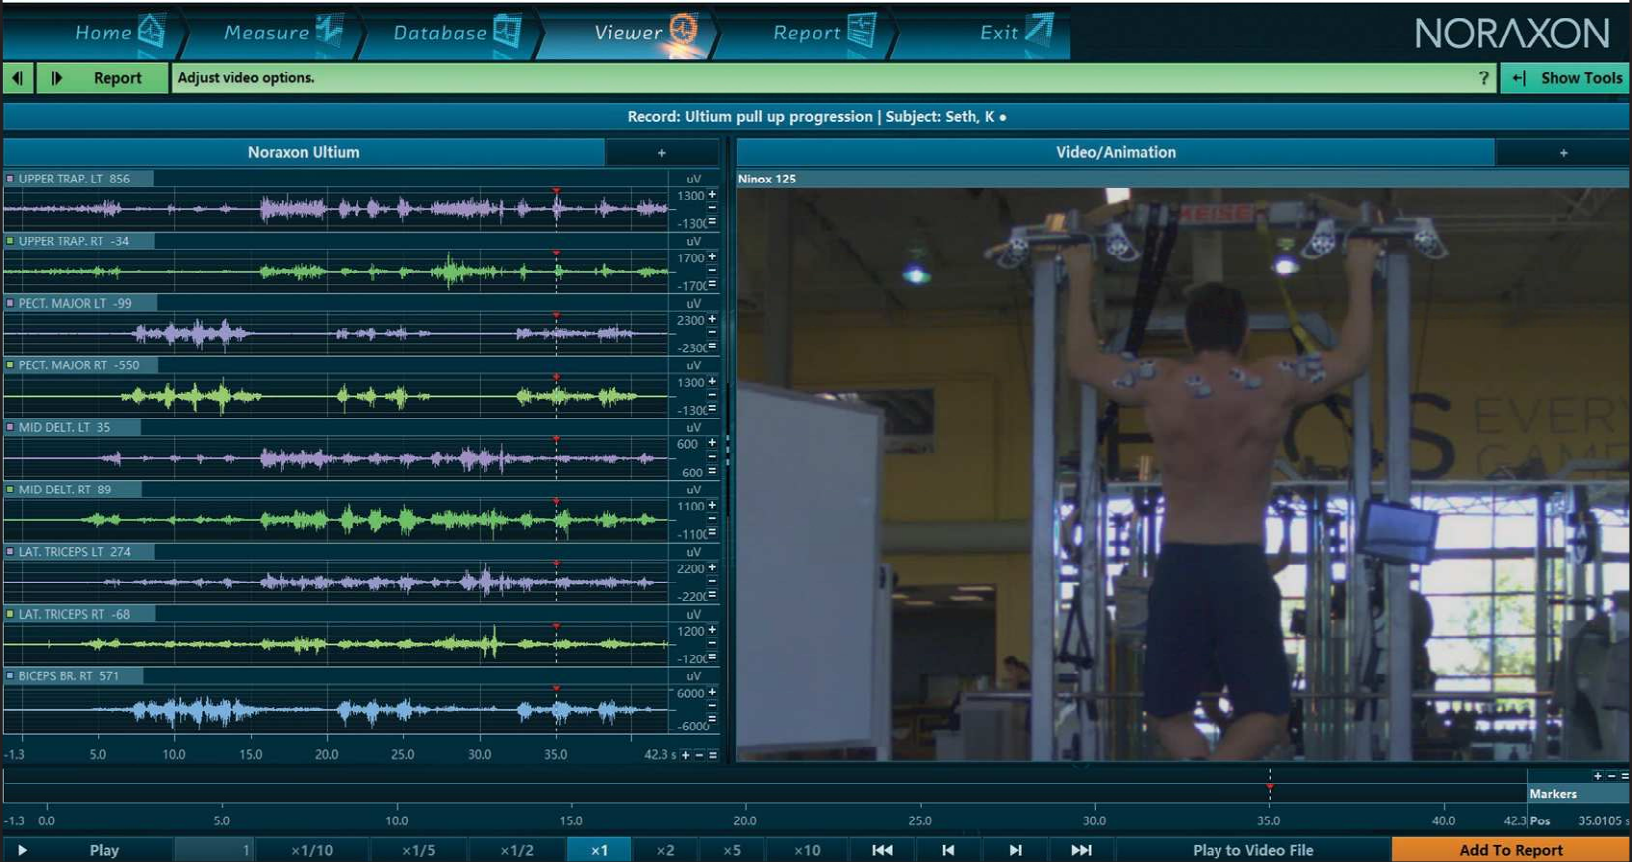 Home
Measure
Database
Viewer
Report
Exit
NORAXON
Report
Adjust video options.
?
Show Tools
Record: Ultium pull up progression | Subject: Seth, K ●
Noraxon Ultium
+
Video/Animation
+
Ninox 125
UPPER TRAP. LT 856
uV
1300 +
-1300 =
UPPER TRAP. RT -34
uV
1700 +
-1700 =
PECT. MAJOR LT -99
uV
2300 +
-2300 =
PECT. MAJOR RT -550
uV
1300 +
-1300 =
MID DELT. LT 35
uV
600 +
-600 =
MID DELT. RT 89
uV
1100 +
-1100 =
LAT. TRICEPS LT 274
uV
2200 +
-2200 =
LAT. TRICEPS RT -68
uV
1200 +
-1200 =
BICEPS BR. RT 571
uV
6000 +
-6000 =
-1.3 5.0 10.0 15.0 20.0 25.0 30.0 35.0 42.3 s + - =
KEISER
EVERY
GAME
+ - =
Markers
-1.3 0.0 5.0 10.0 15.0 20.0 25.0 30.0 35.0 40.0 42.3 Pos 35.0105 s
Play 1 x1/10 x1/5 x1/2 x1 x2 x5 x10 Play to Video File Add To Report